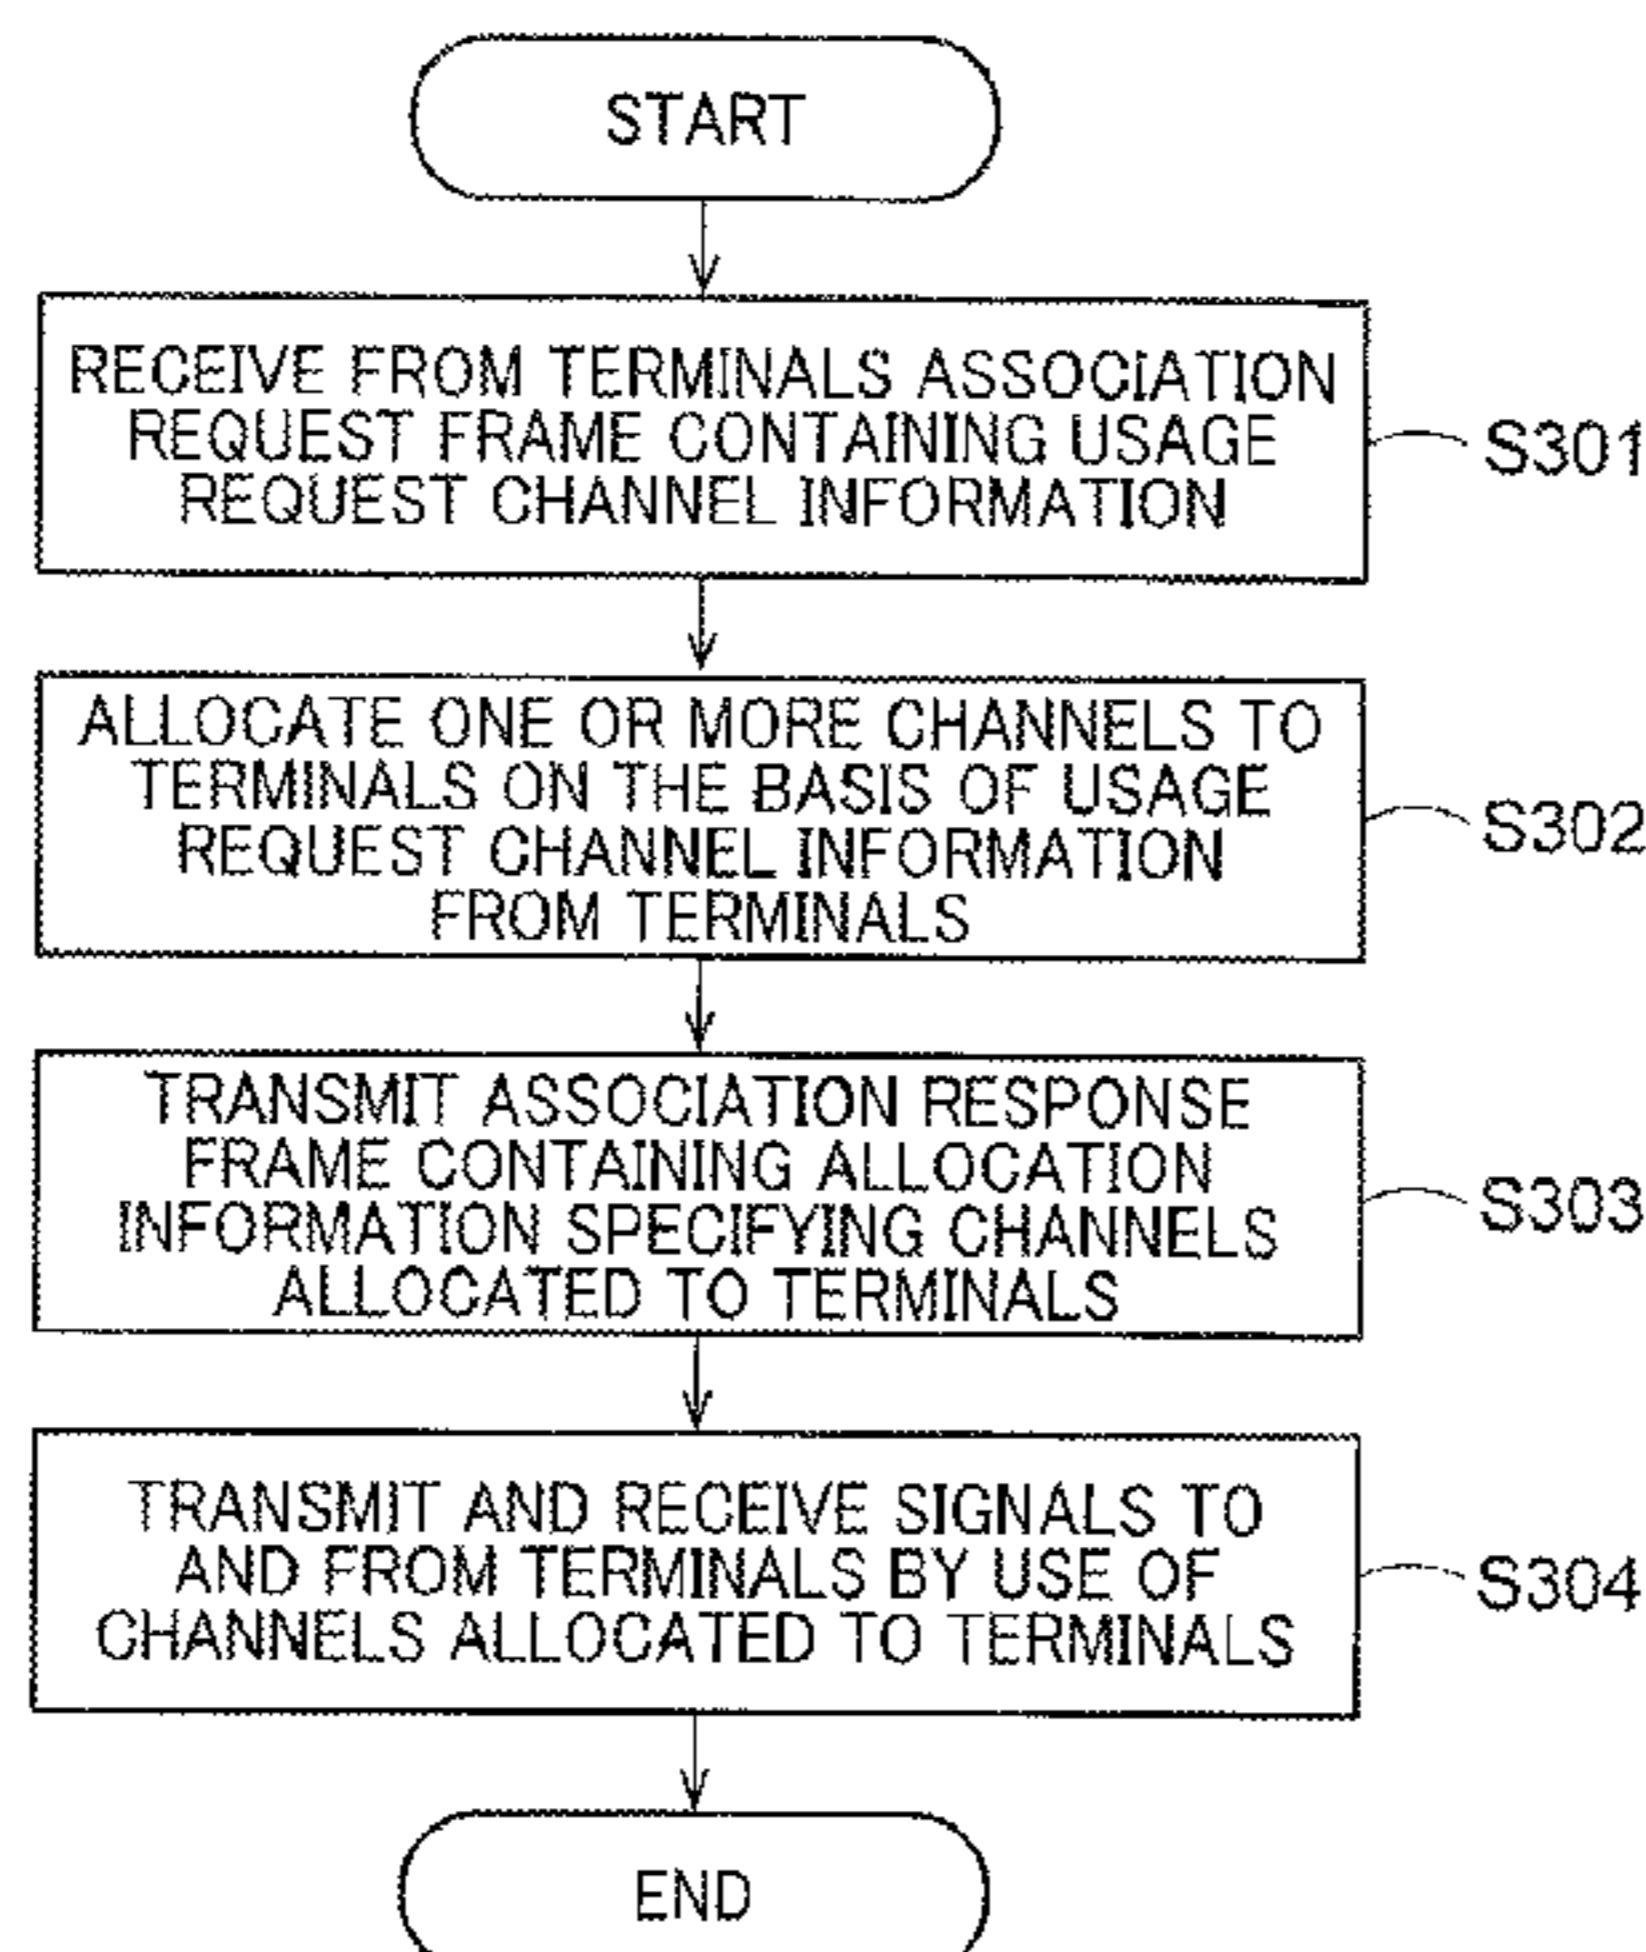 START
RECEIVE FROM TERMINALS ASSOCIATION
REQUEST FRAME CONTAINING USAGE
REQUEST CHANNEL INFORMATION
S301
ALLOCATE ONE OR MORE CHANNELS TO
TERMINALS ON THE BASIS OF USAGE
REQUEST CHANNEL INFORMATION
FROM TERMINALS
S302
TRANSMIT ASSOCIATION RESPONSE
FRAME CONTAINING ALLOCATION
INFORMATION SPECIFYING CHANNELS
ALLOCATED TO TERMINALS
S303
TRANSMIT AND RECEIVE SIGNALS TO
AND FROM TERMINALS BY USE OF
CHANNELS ALLOCATED TO TERMINALS
S304
END